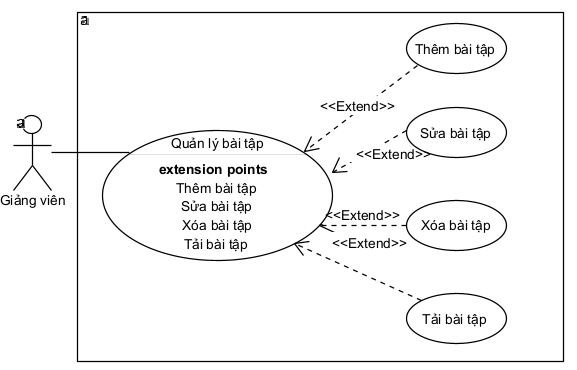 a
Thêm bài tập
<<Extend>>
a
Sửa bài tập
Quản lý bài tập
<<Extend>>
extension points
Thêm bài tập
Giảng viên
Sửa bài tập
<<Extend>>
Xóa bài tập
Xóa bài tập
Tải bài tập
<<Extend>>
Tải bài tập